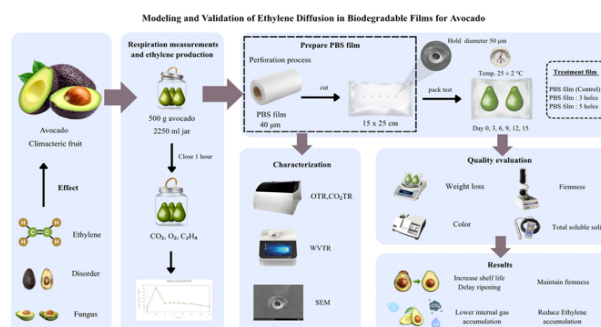 Modeling and Validation of Ethylene Diffusion in Biodegradable Films for Avocado
Avocado
Climacteric fruit
Effect
Ethylene
Disorder
Fungus
Respiration measurements
and ethylene production
500 g avocado
2250 ml jar
Close 1 hour
CO₂, O₂, C₂H₄
Prepare PBS film
Perforation process
PBS film
40 μm
cut
15 x 25 cm
Hold diameter 50 μm
pack test
Temp. 25 ± 2 °C
Day 0, 3, 6, 9, 12, 15
Treatment film
PBS film (Control)
PBS film : 3 holes
PBS film : 5 holes
Characterization
OTR,CO₂TR
WVTR
SEM
Quality evaluation
Weight loss
Firmness
Color
Total soluble soli
Results
Increase shelf life
Delay ripening
Maintain firmness
Lower internal gas
accumulation
Reduce Ethylene
accumulation